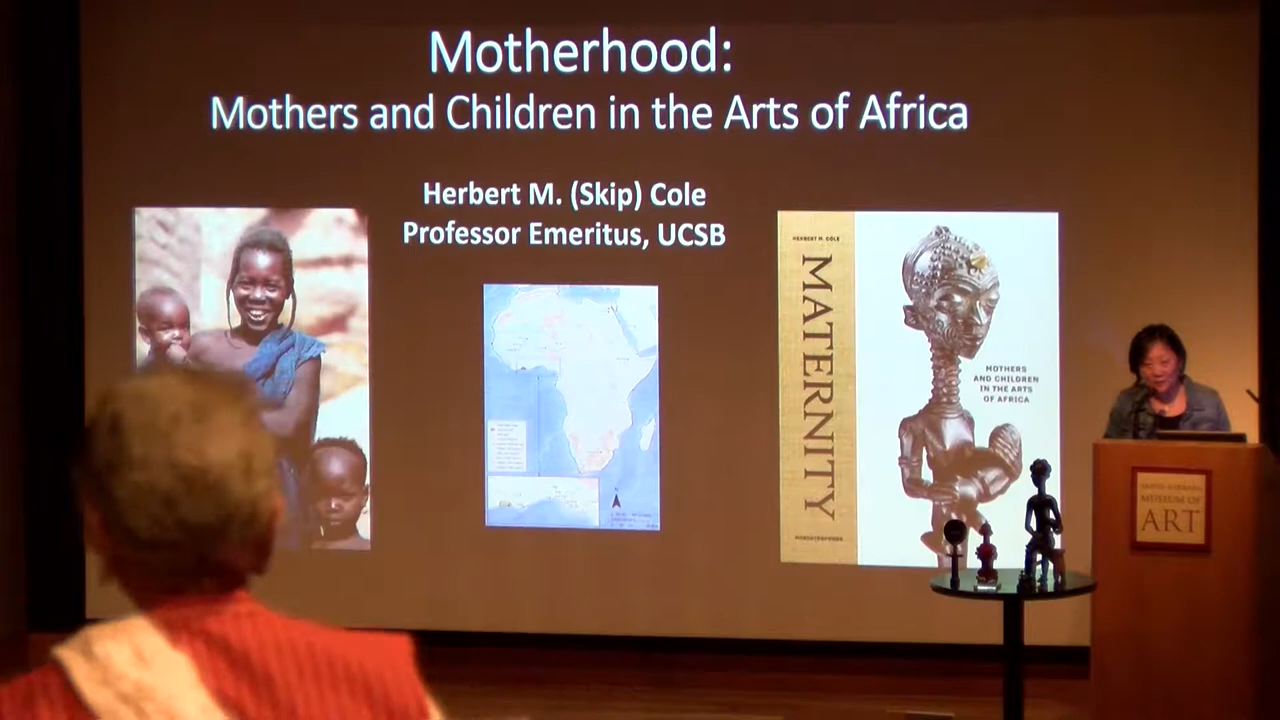 Motherhood:
Mothers and Children in the Arts of Africa
Herbert M. (Skip) Cole
Professor Emeritus, UCSB
HERBERT M. COLE
MATERNITY
MOTHERS
AND CHILDREN
IN THE ARTS
OF AFRICA
MUSEUM OF
ART